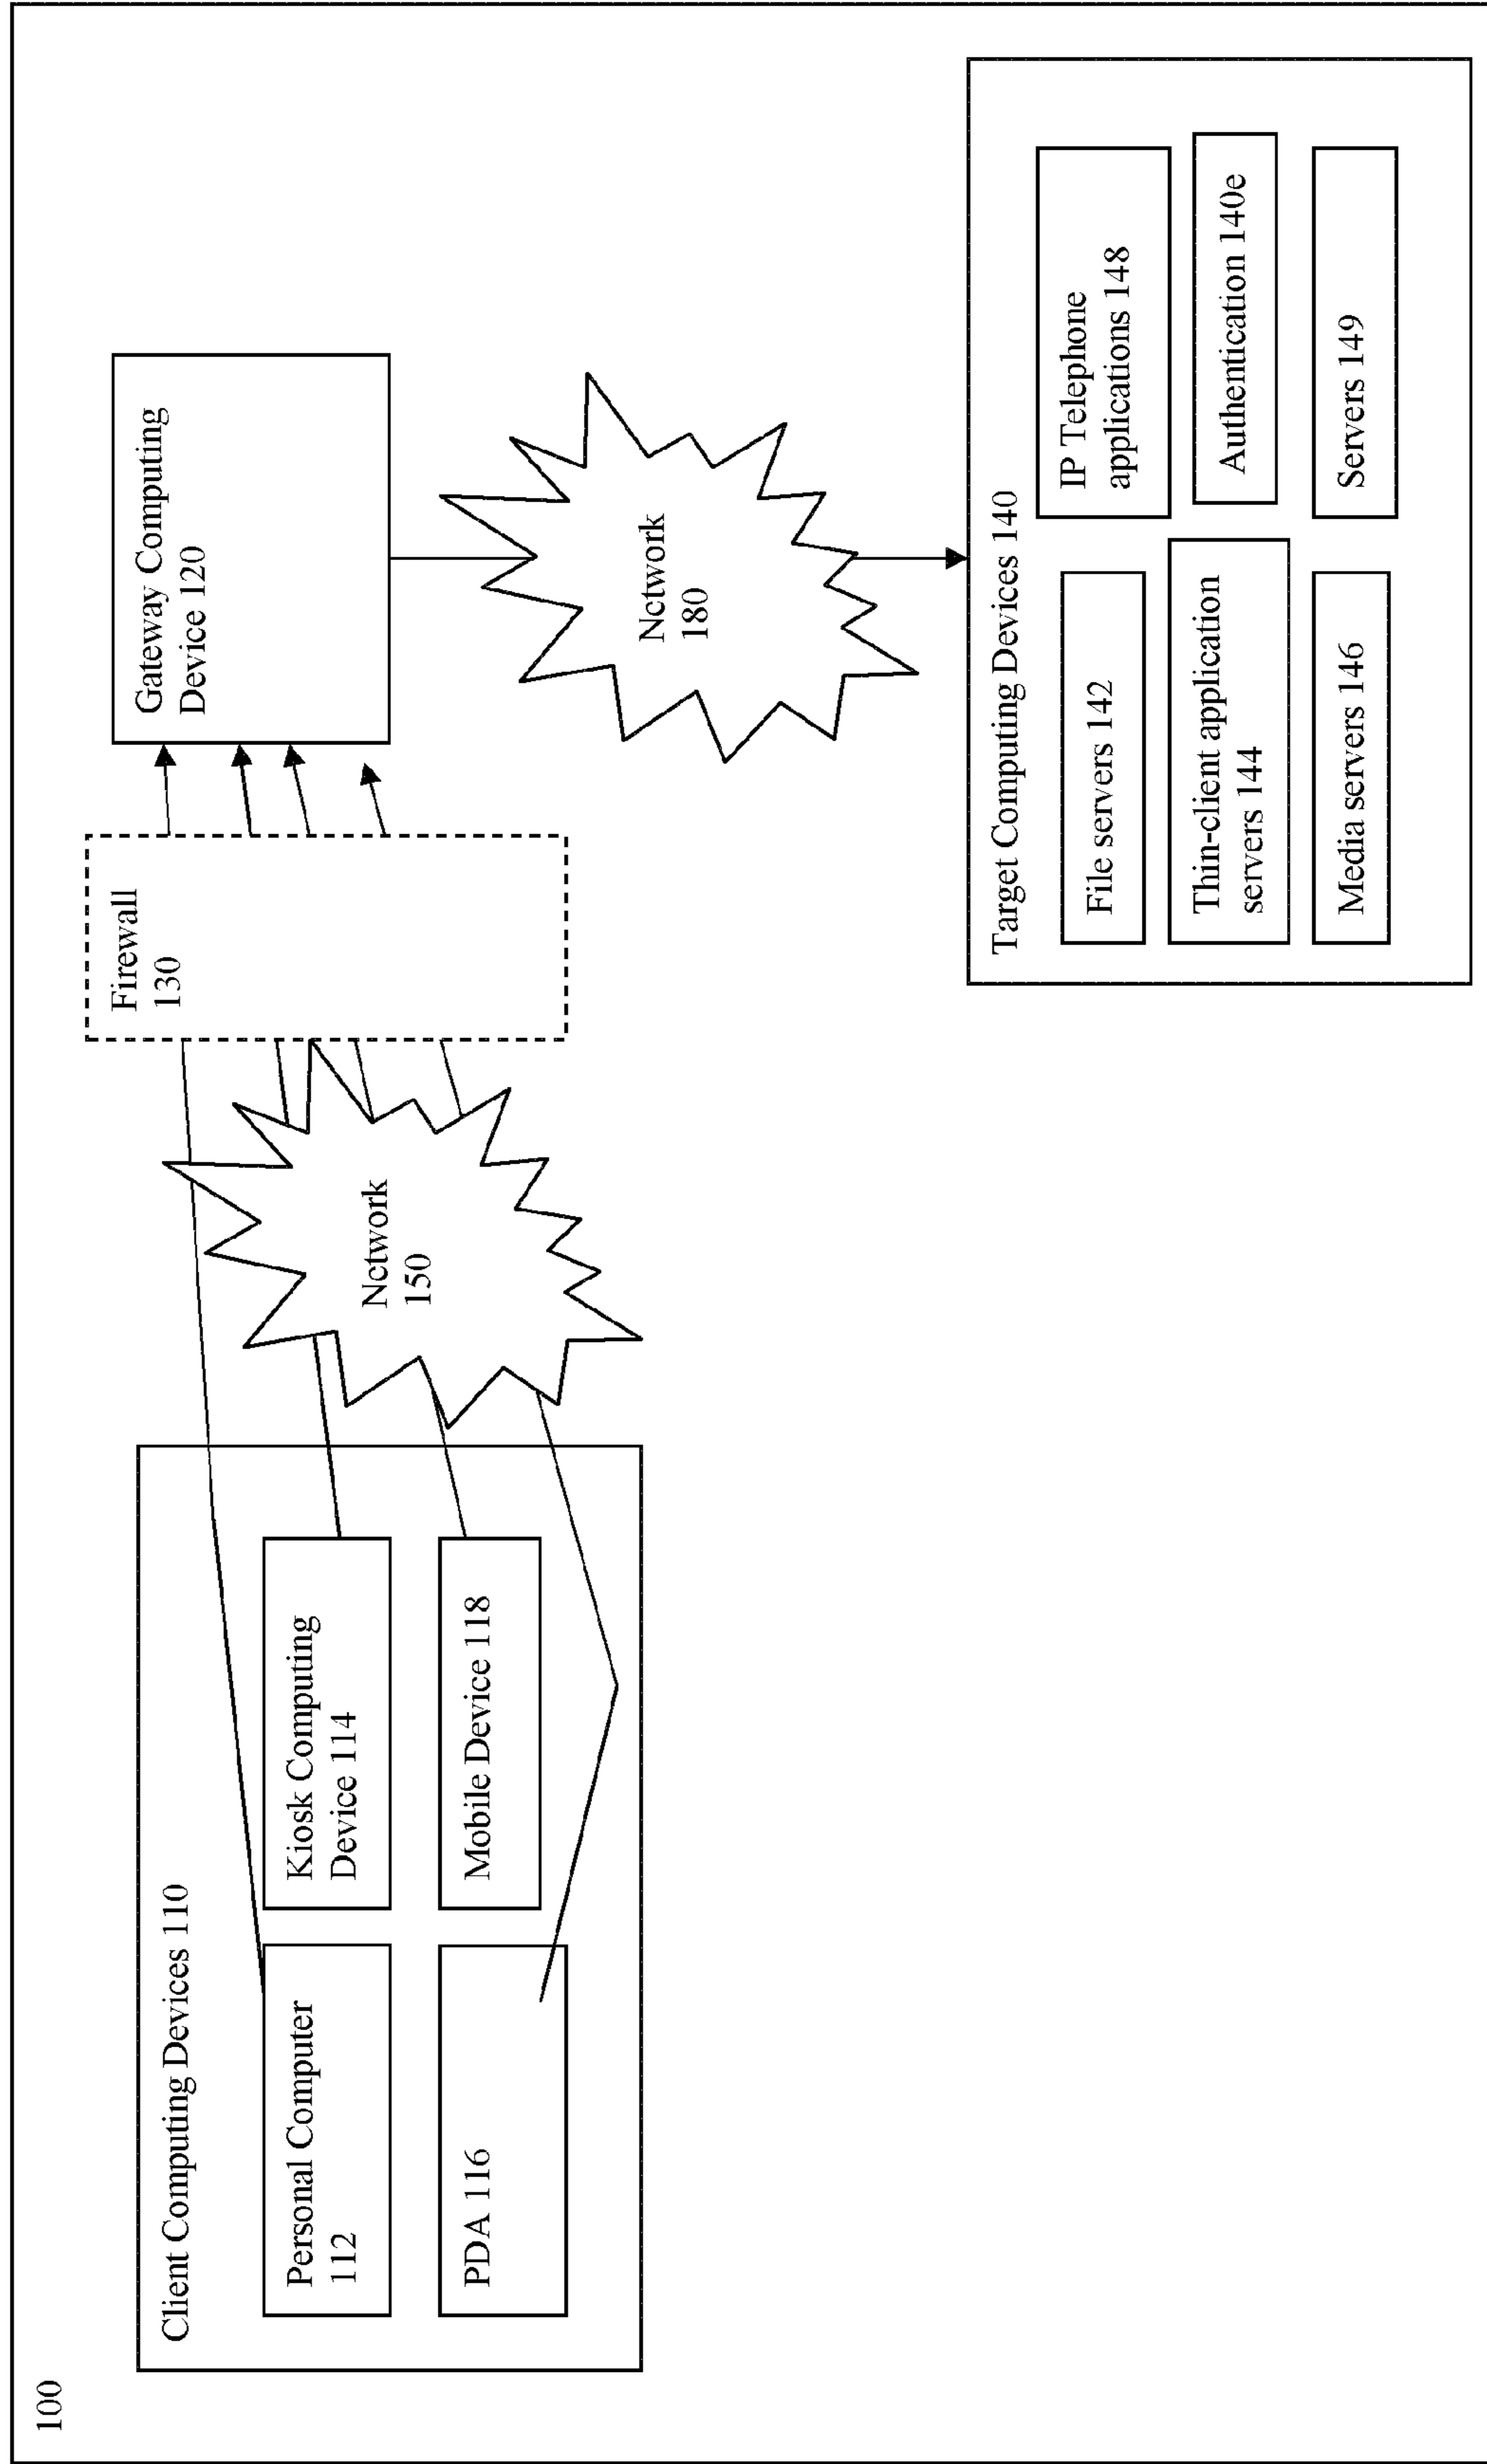 100
Client Computing Devices 110
Personal Computer
112
Kiosk Computing
Device 114
PDA 116
Mobile Device 118
Network
150
Firewall
130
Gateway Computing
Device 120
Network
180
Target Computing Devices 140
File servers 142
IP Telephone
applications 148
Thin-client application
servers 144
Authentication 140e
Media servers 146
Servers 149